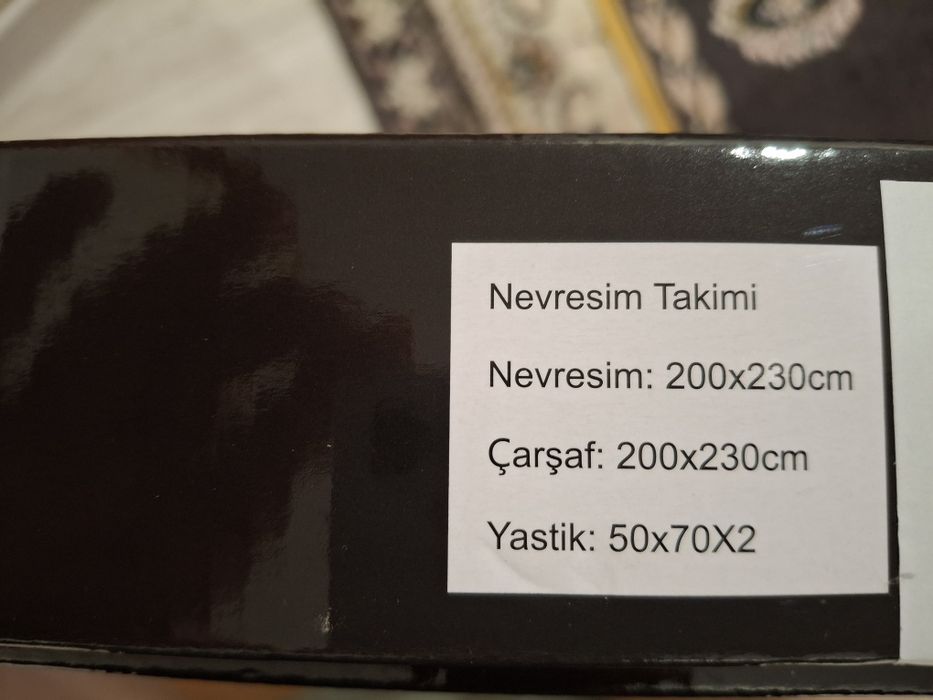 Nevresim Takimi
Nevresim: 200x230cm
Çarşaf: 200x230cm
Yastik: 50x70X2